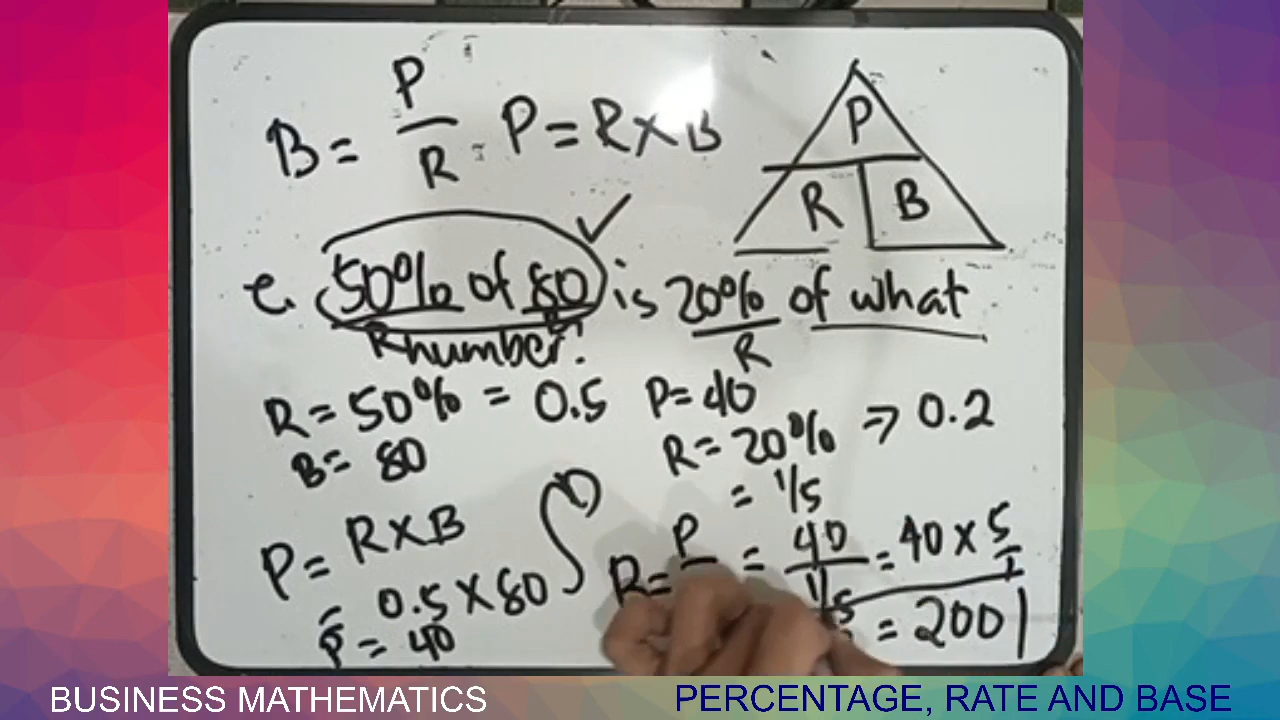 B = P/R P = R x B
P
R B
e. 50% of 80 is 20% of what
R number? R
R = 50% = 0.5 P = 40
B = 80 R = 20% ⇒ 0.2
= 1/5
P = R x B
= 0.5 x 80
P = 40
= 40/1/5 = 40 x 5/1
= 200
BUSINESS MATHEMATICS PERCENTAGE, RATE AND BASE